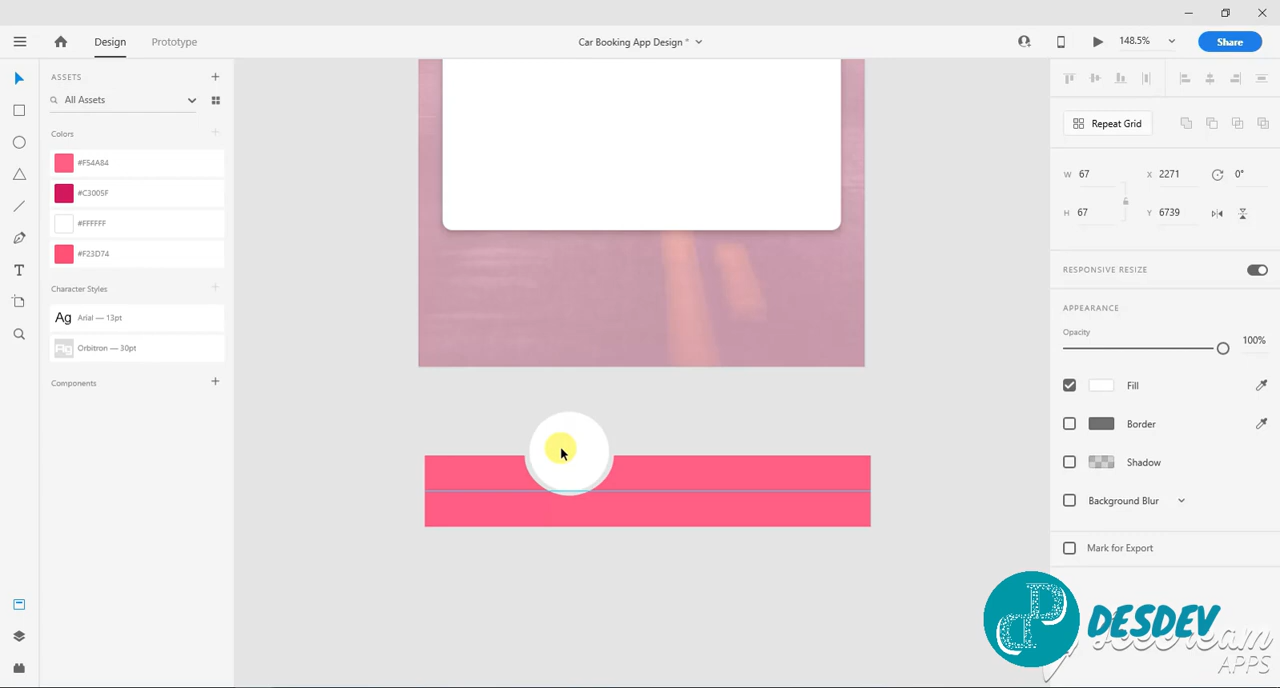 Design
Prototype
Car Booking App Design *
148.5%
Share
ASSETS
All Assets
Colors
#F54A84
#C3005F
#FFFFFF
#F23D74
Character Styles
Ag Arial — 13pt
Ag Orbitron — 30pt
Components
Repeat Grid
W 67 X 2271 0°
H 67 Y 6739
RESPONSIVE RESIZE
APPEARANCE
Opacity
100%
Fill
Border
Shadow
Background Blur
Mark for Export
DESDEV
APPS